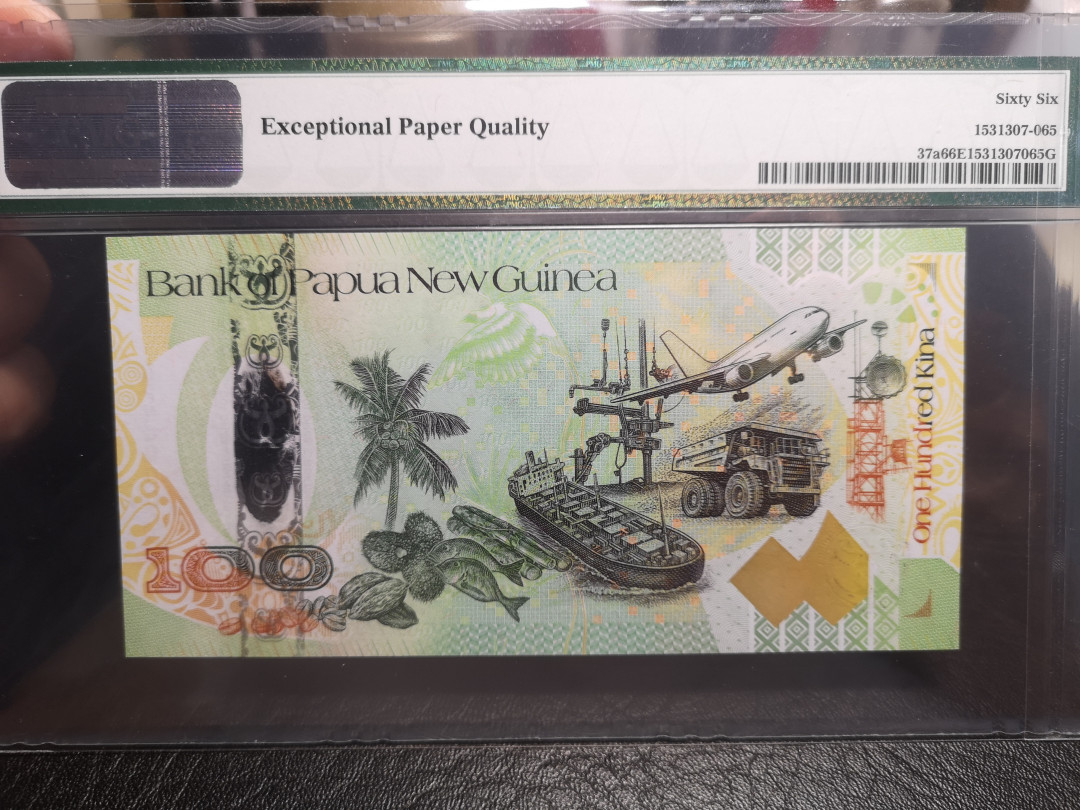 Sixty Six
Exceptional Paper Quality
1531307-065
37a66E1531307065G
Bank of Papua New Guinea
One Hundred Kina
100